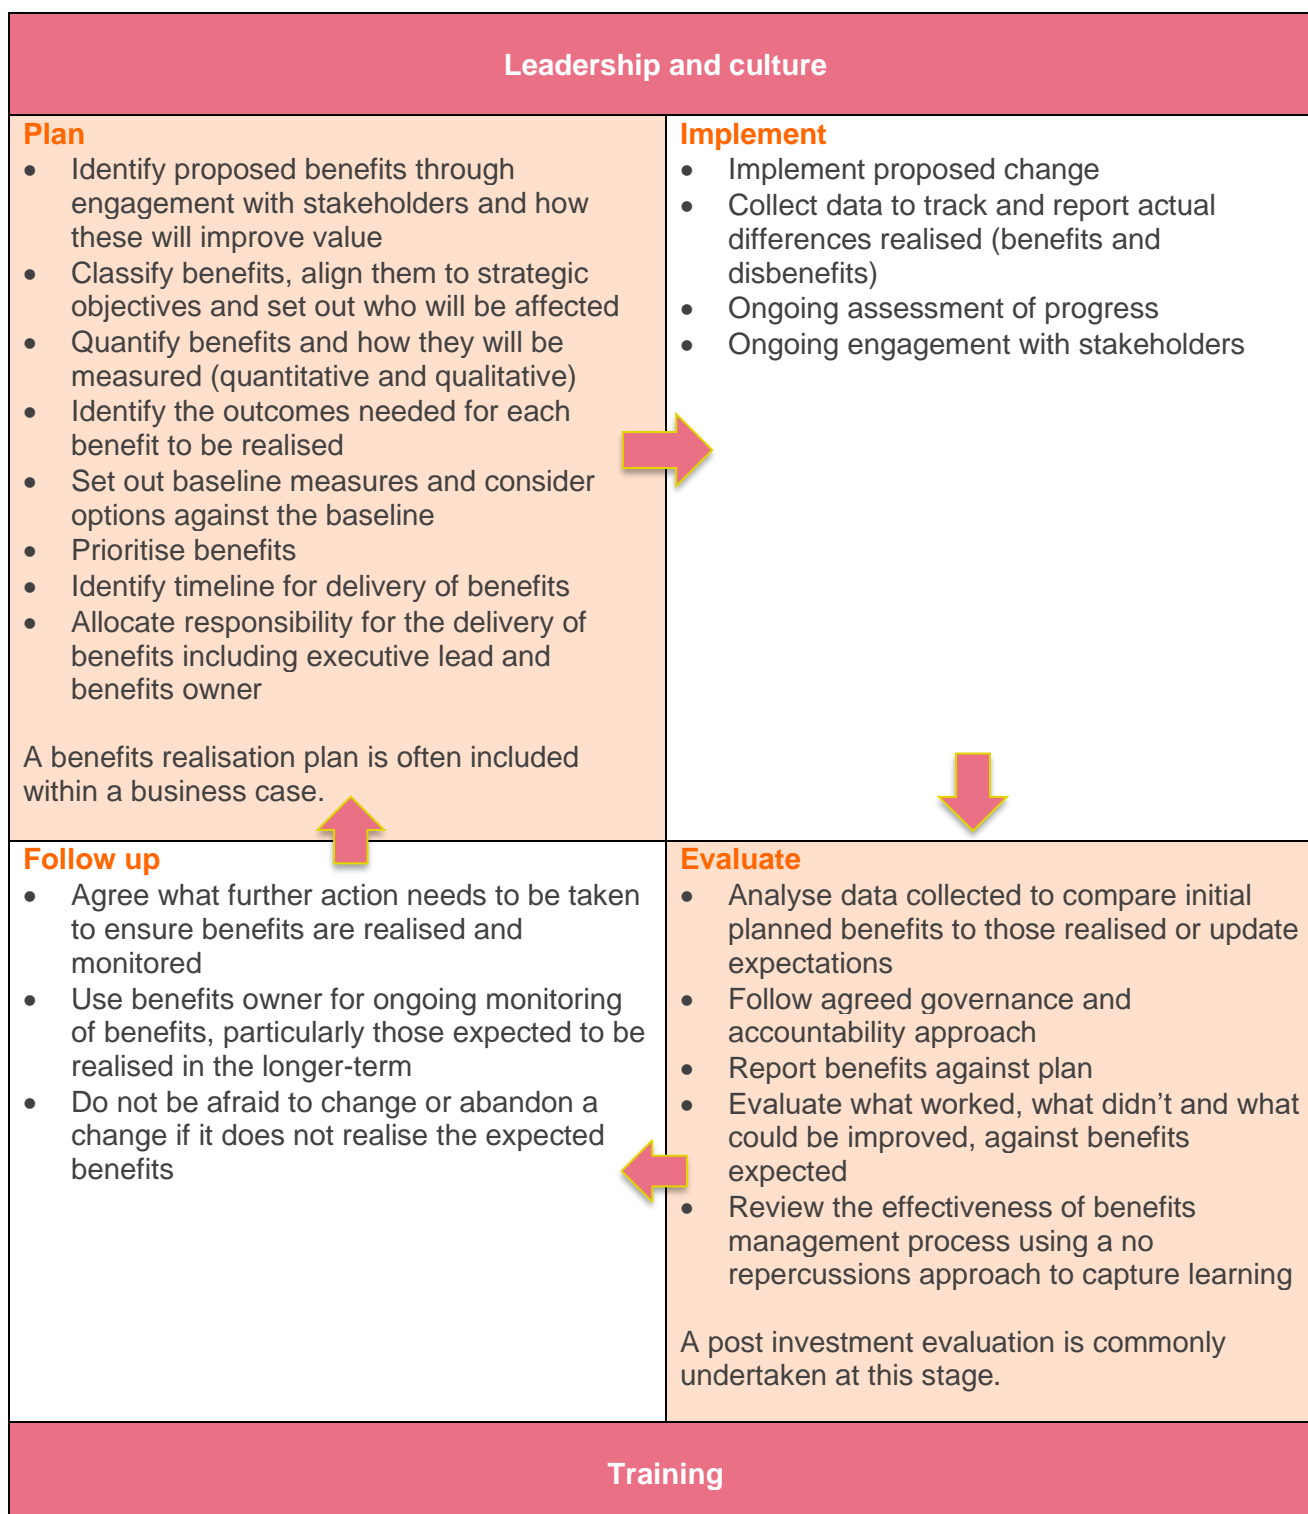 Leadership and culture
Plan
• Identify proposed benefits through
engagement with stakeholders and how
these will improve value
• Classify benefits, align them to strategic
objectives and set out who will be affected
• Quantify benefits and how they will be
measured (quantitative and qualitative)
• Identify the outcomes needed for each
benefit to be realised
• Set out baseline measures and consider
options against the baseline
• Prioritise benefits
• Identify timeline for delivery of benefits
• Allocate responsibility for the delivery of
benefits including executive lead and
benefits owner
A benefits realisation plan is often included
within a business case.
Implement
• Implement proposed change
• Collect data to track and report actual
differences realised (benefits and
disbenefits)
• Ongoing assessment of progress
• Ongoing engagement with stakeholders
Follow up
• Agree what further action needs to be taken
to ensure benefits are realised and
monitored
• Use benefits owner for ongoing monitoring
of benefits, particularly those expected to be
realised in the longer-term
• Do not be afraid to change or abandon a
change if it does not realise the expected
benefits
Evaluate
• Analyse data collected to compare initial
planned benefits to those realised or update
expectations
• Follow agreed governance and
accountability approach
• Report benefits against plan
• Evaluate what worked, what didn’t and what
could be improved, against benefits
expected
• Review the effectiveness of benefits
management process using a no
repercussions approach to capture learning
A post investment evaluation is commonly
undertaken at this stage.
Training